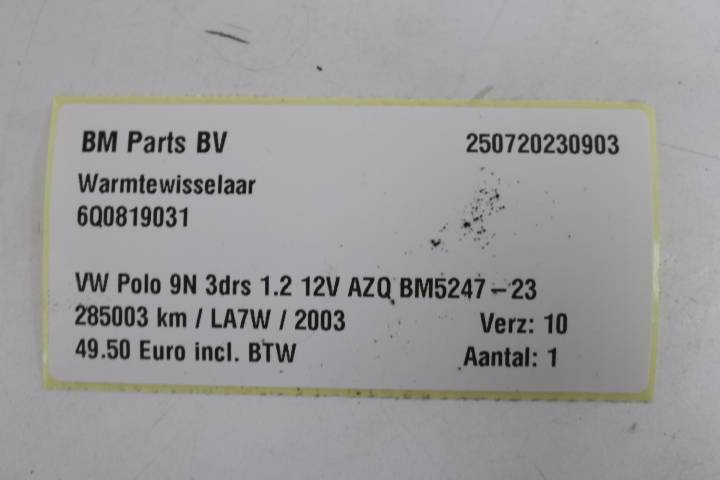 BM Parts BV 250720230903
Warmtewisselaar
6Q0819031
VW Polo 9N 3drs 1.2 12V AZQ BM5247-23
285003 km / LA7W / 2003 Verz: 10
49.50 Euro incl. BTW Aantal: 1